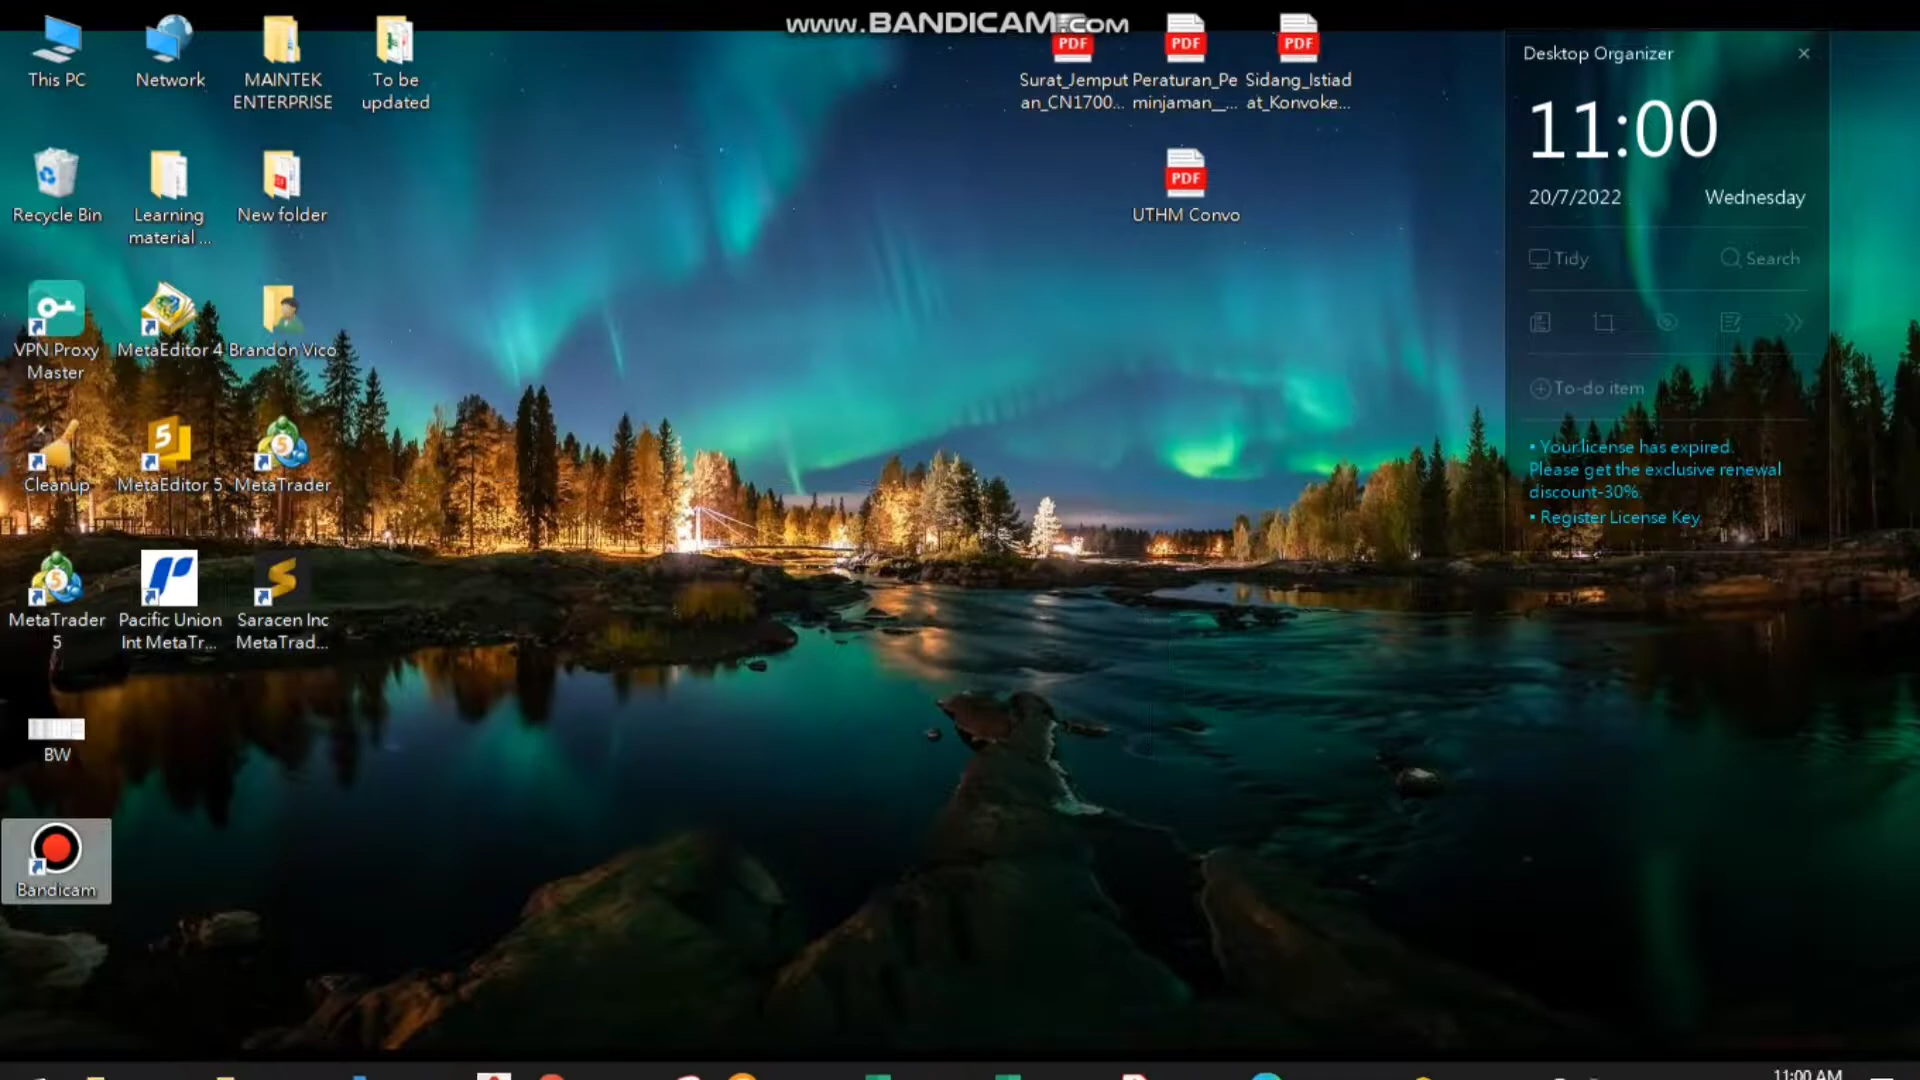 www.BANDICAM.com
This PC
Network
MAINTEK
ENTERPRISE
To be
updated
PDF
Surat_Jemput
an_CN1700...
PDF
Peraturan_Pe
minjaman__...
PDF
Sidang_Istiad
at_Konvoke...
Desktop Organizer
11:00
20/7/2022
Wednesday
Tidy
Search
To-do item
• Your license has expired.
Please get the exclusive renewal
discount-30%.
• Register License Key
Recycle Bin
Learning
material ...
New folder
PDF
UTHM Convo
VPN Proxy
Master
MetaEditor 4
Brandon Vico
Cleanup
5
MetaEditor 5
5
MetaTrader
5
MetaTrader
5
Pacific Union
Int MetaTr...
Saracen Inc
MetaTrad...
BW
Bandicam
11:00 AM